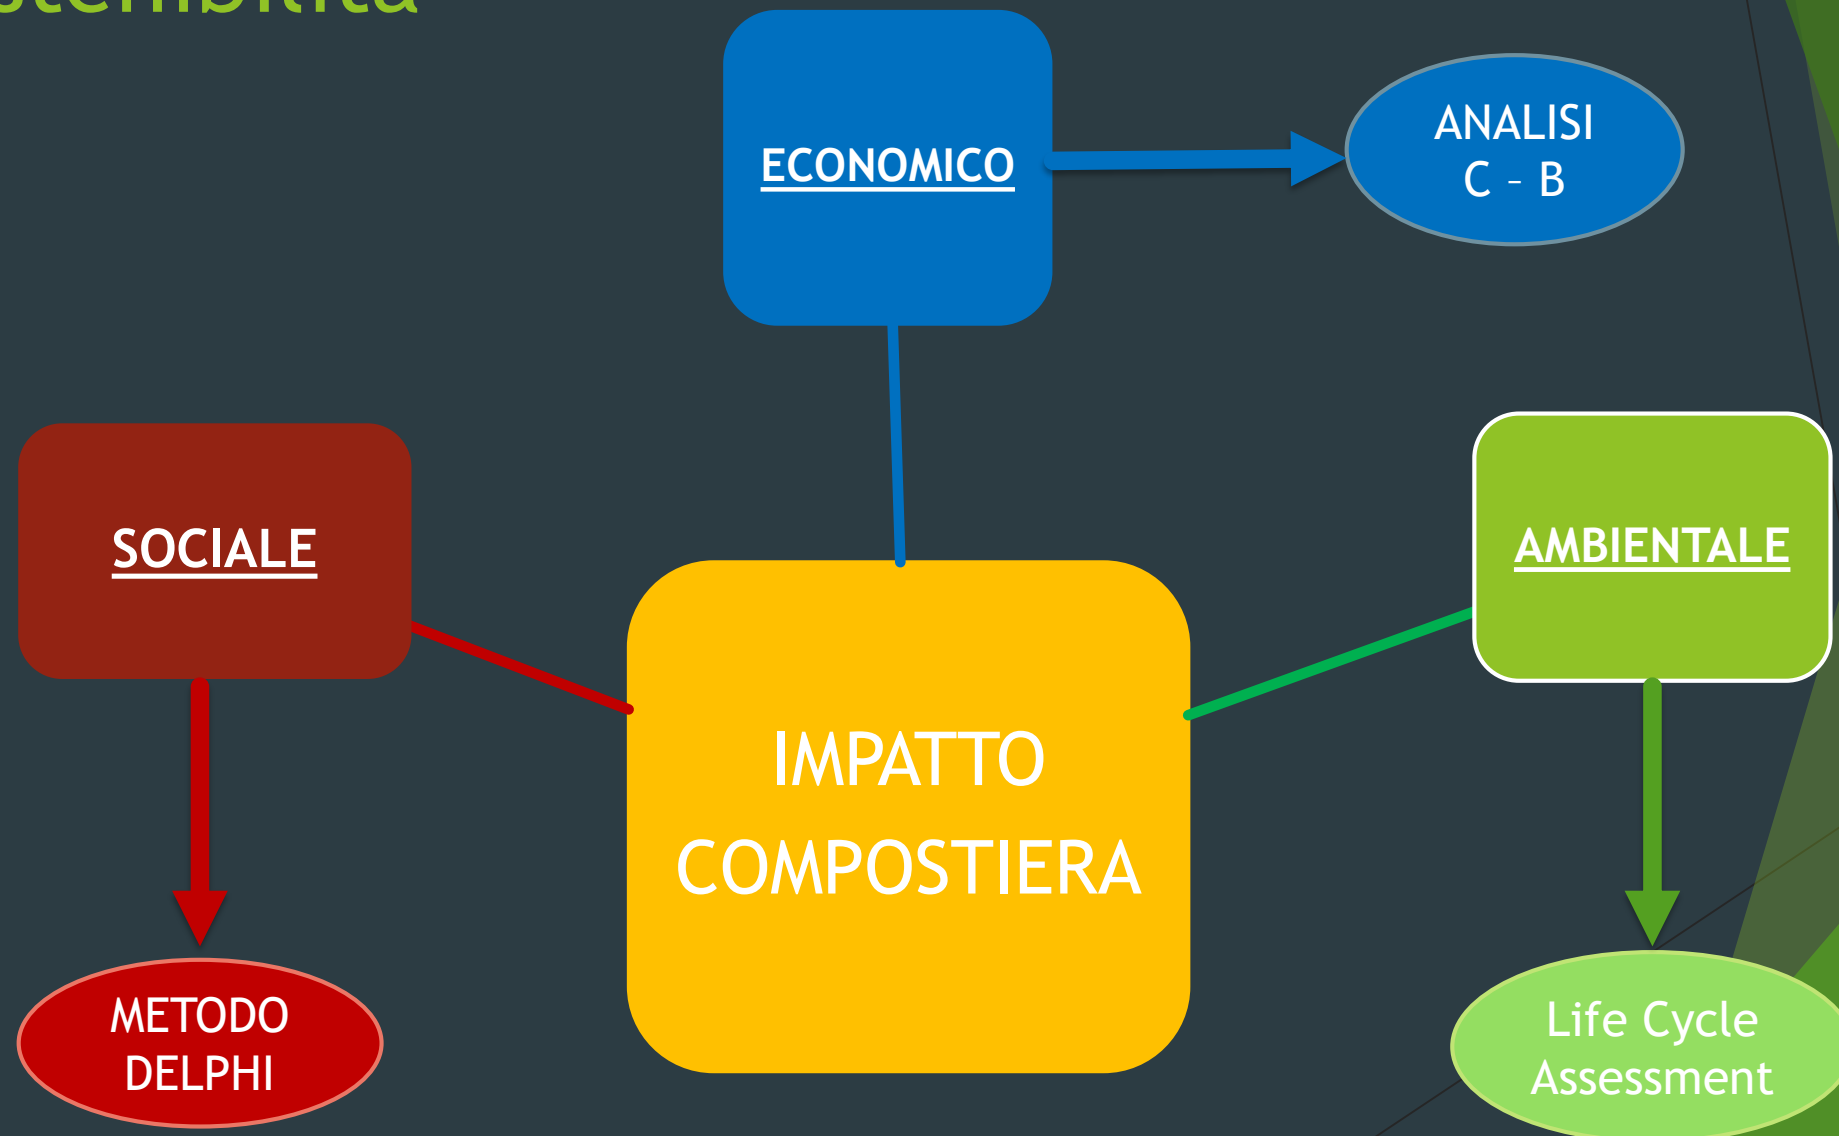 ECONOMICO
ANALISI
C – B
SOCIALE
AMBIENTALE
IMPATTO
COMPOSTIERA
METODO
DELPHI
Life Cycle
Assessment